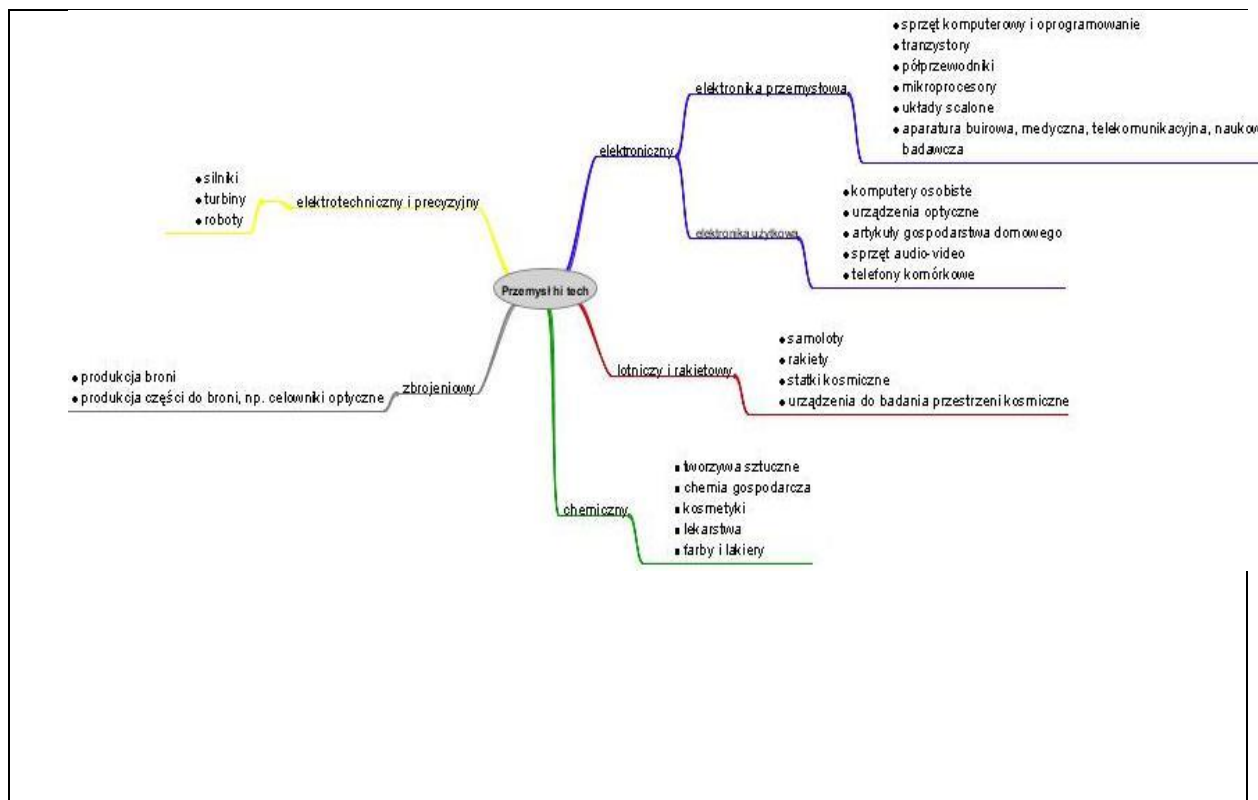 Przemysł hi tech
elektroniczny
elektronika przemysłowa
sprzęt komputerowy i oprogramowanie
tranzystory
półprzewodniki
mikroprocesory
układy scalone
aparatura buirowa, medyczna, telekomunikacyjna,
badawcza
elektronika użytkowa
komputery osobiste
urządzenia optyczne
artykuły gospodarstwa domowego
sprzęt audio-video
telefony komórkowe
lotniczy i rakietowy
samoloty
rakiety
statki kosmiczne
urządzenia do badania przestrzeni kosmiczne
chemiczny
tworzywa sztuczne
chemia gospodarcza
kosmetyki
lekarstwa
farby i lakiery
zbrojeniowy
produkcja broni
produkcja części do broni, np. celowniki optyczne
elektrotechniczny i precyzyjny
silniki
turbiny
roboty